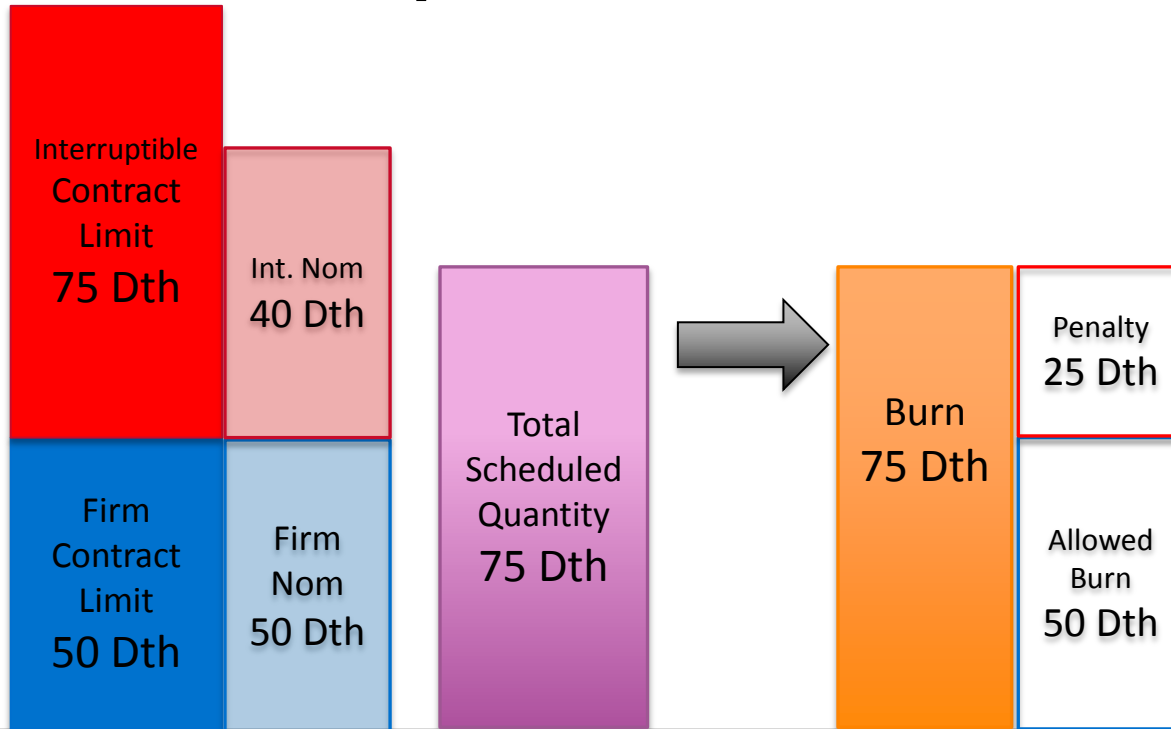 Interruptible
Contract
Limit
75 Dth
Int. Nom
40 Dth
Firm
Contract
Limit
50 Dth
Firm
Nom
50 Dth
Total
Scheduled
Quantity
75 Dth
Burn
75 Dth
Penalty
25 Dth
Allowed
Burn
50 Dth